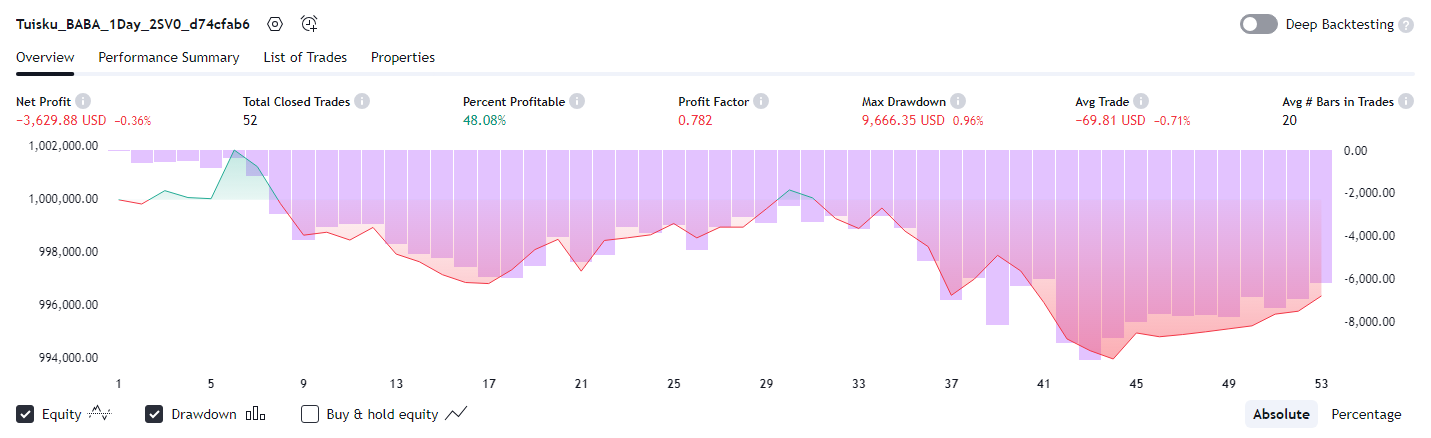 Tuisku_BABA_1Day_2SV0_d74cfab6 Deep Backtesting ?
Overview Performance Summary List of Trades Properties
Net Profit i Total Closed Trades i Percent Profitable i Profit Factor i Max Drawdown i Avg Trade i Avg # Bars in Trades i
−3,629.88 USD −0.36% 52 48.08% 0.782 9,666.35 USD 0.96% −69.81 USD −0.71% 20
1,002,000.00 0.00
1,000,000.00 -2,000.00
998,000.00 -4,000.00
996,000.00 -6,000.00
994,000.00 -8,000.00
1 5 9 13 17 21 25 29 33 37 41 45 49 53
Equity Drawdown Buy & hold equity Absolute Percentage